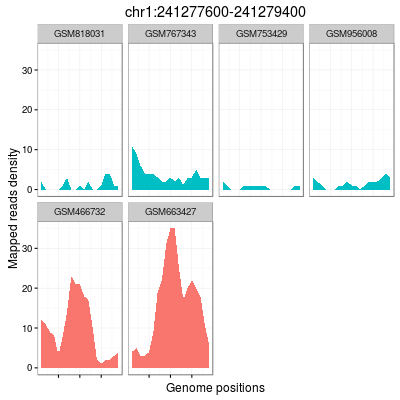 chr1:241277600-241279400
GSM818031 GSM767343 GSM753429 GSM956008
30
20
10
0
GSM466732 GSM663427
30
20
10
0
Mapped reads density
Genome positions